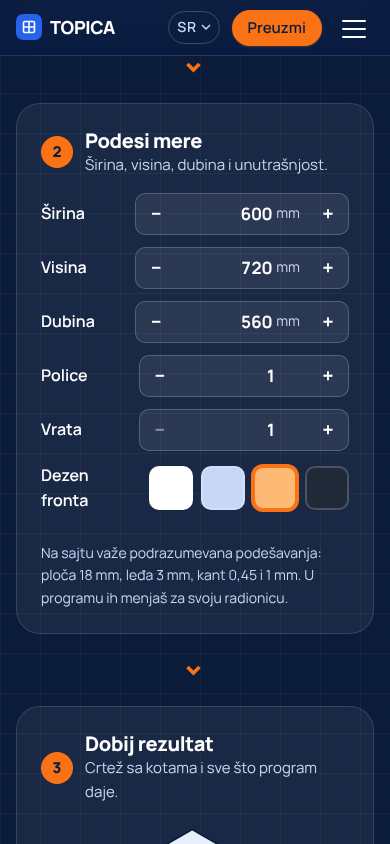 TOPICA
SR
Preuzmi
2
Podesi mere
Širina, visina, dubina i unutrašnjost.
Širina
− 600 mm +
Visina
− 720 mm +
Dubina
− 560 mm +
Police
− 1 +
Vrata
− 1 +
Dezen
fronta
Na sajtu važe podrazumevana podešavanja:
ploča 18 mm, leđa 3 mm, kant 0,45 i 1 mm. U
programu ih menjaš za svoju radionicu.
3
Dobij rezultat
Crtež sa kotama i sve što program
daje.